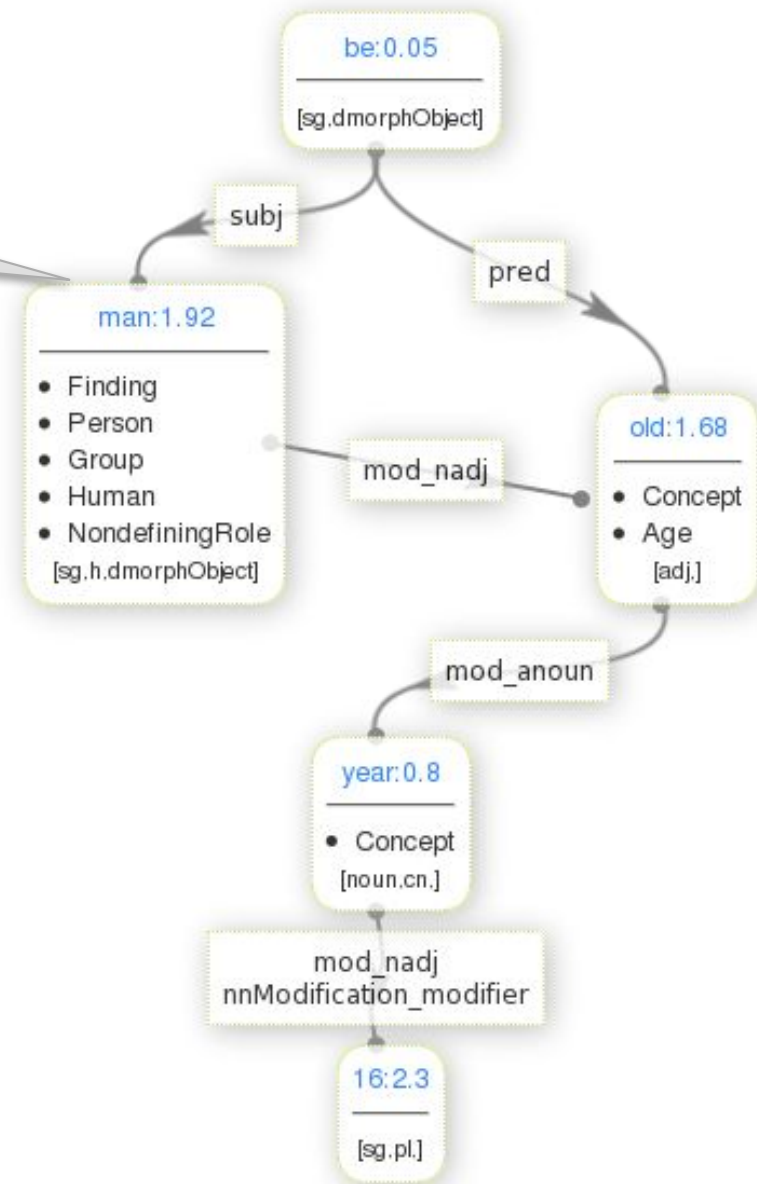 be:0.05
[sg,dmorphObject]
subj
pred
man:1.92
• Finding
• Person
• Group
• Human
• NondefiningRole
[sg,h,dmorphObject]
mod_nadj
old:1.68
• Concept
• Age
[adj,]
mod_anoun
year:0.8
• Concept
[noun,cn,]
mod_nadj
nnModification_modifier
16:2.3
[sg,pl,]